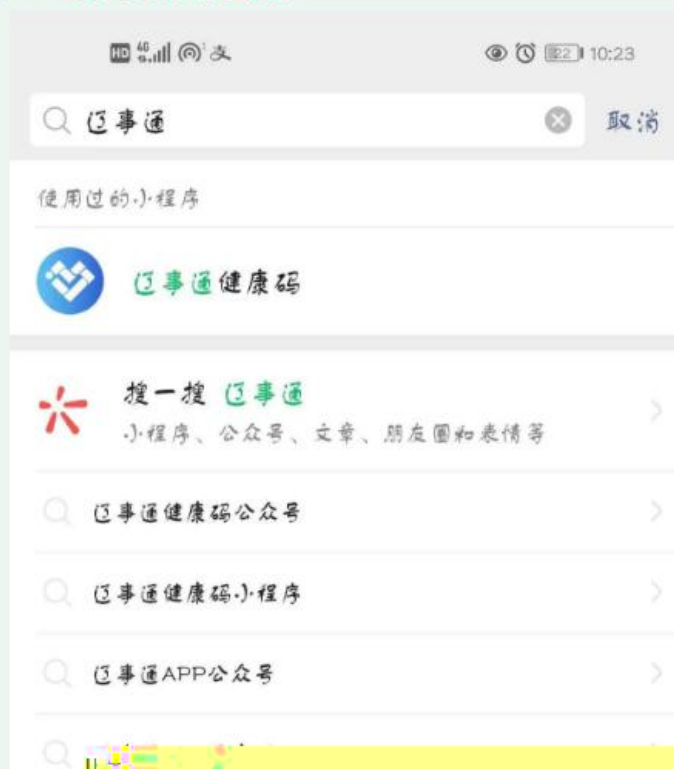 HD 4G 10:23
辽事通 取消
使用过的小程序
辽事通健康码
搜一搜 辽事通
小程序、公众号、文章、朋友圈和表情等
辽事通健康码公众号
辽事通健康码小程序
辽事通APP公众号